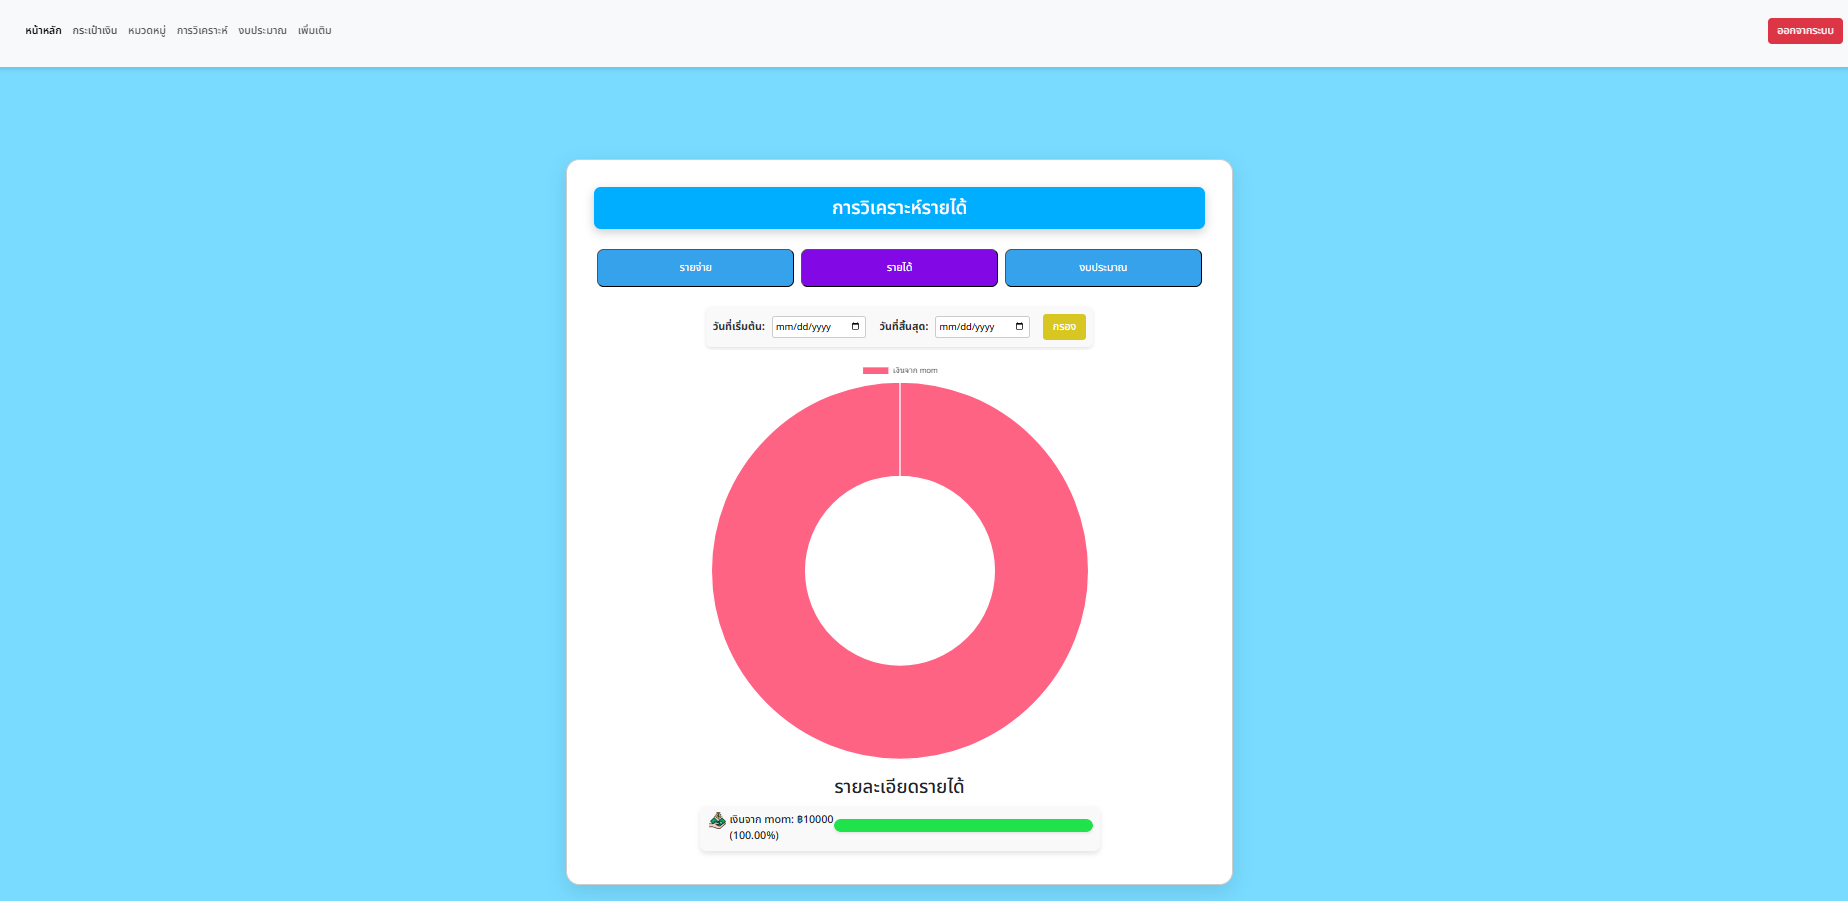 หน้าหลัก กระเป๋าเงิน หมวดหมู่ การวิเคราะห์ งบประมาณ เพิ่มเติม ออกจากระบบ
การวิเคราะห์รายได้
รายจ่าย รายได้ งบประมาณ
วันที่เริ่มต้น: mm/dd/yyyy วันที่สิ้นสุด: mm/dd/yyyy กรอง
เงินจาก mom
รายละเอียดรายได้
เงินจาก mom: ฿10000
(100.00%)